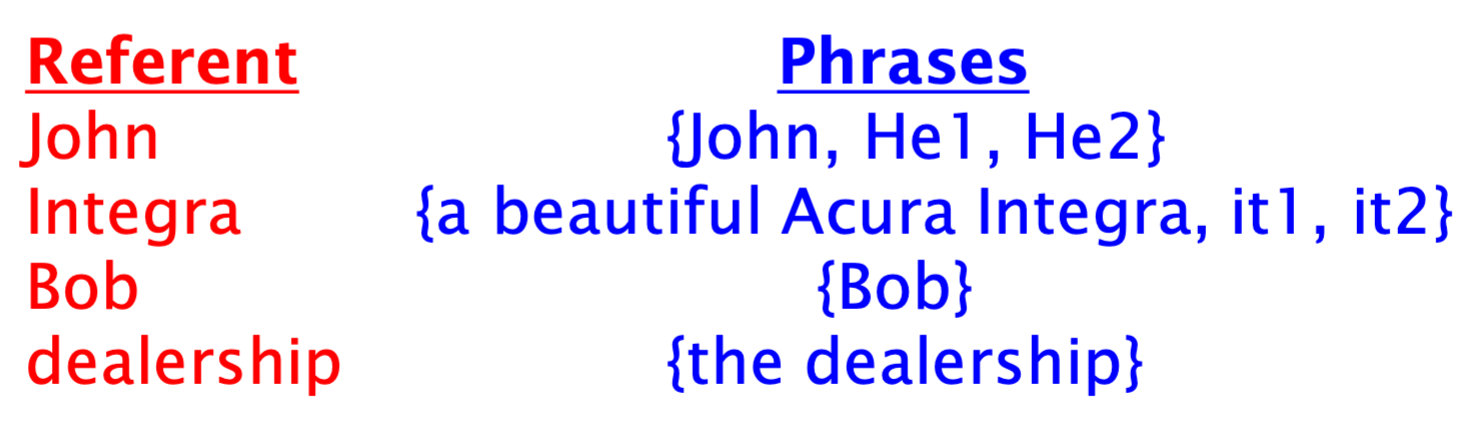 Referent Phrases
John {John, He1, He2}
Integra {a beautiful Acura Integra, it1, it2}
Bob {Bob}
dealership {the dealership}